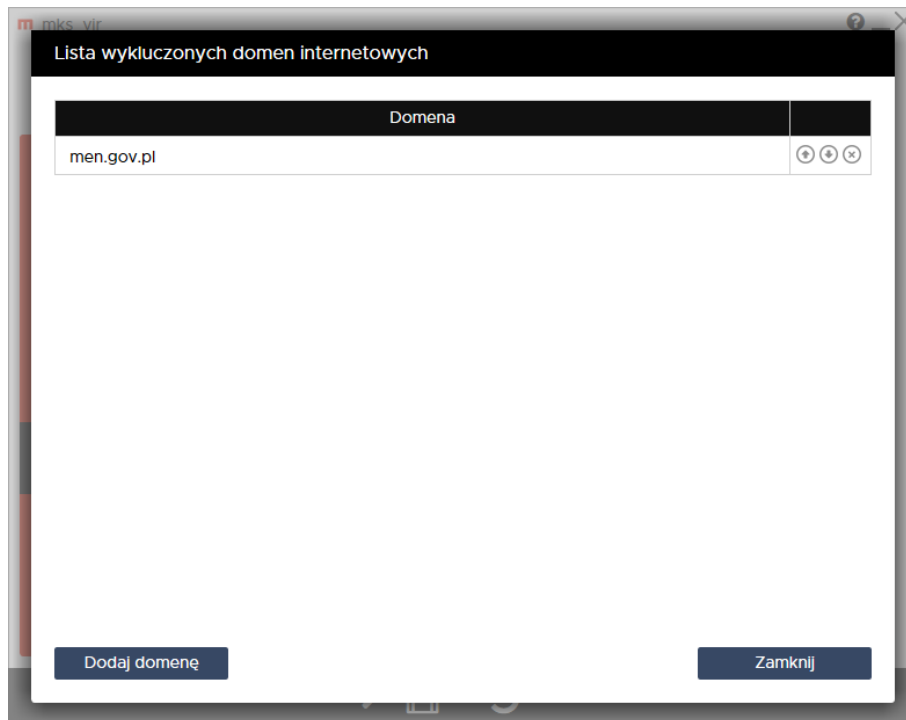 mks_vir
Lista wykluczonych domen internetowych
Domena
men.gov.pl
Dodaj domenę
Zamknij